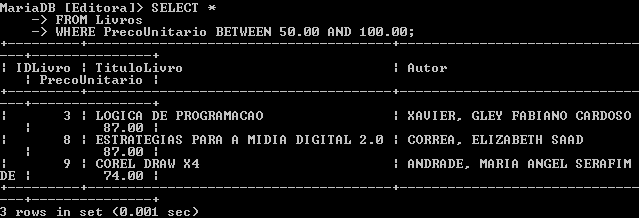 MariaDB [Editora]> SELECT *
    -> FROM Livros
    -> WHERE PrecoUnitario BETWEEN 50.00 AND 100.00;
| IDLivro | TituloLivro | Autor
| PrecoUnitario |
| 3 | LOGICA DE PROGRAMACAO | XAVIER, GLEY FABIANO CARDOSO
| 87.00 |
| 8 | ESTRATEGIAS PARA A MIDIA DIGITAL 2.0 | CORREA, ELIZABETH SAAD
| 87.00 |
| 9 | COREL DRAW X4 | ANDRADE, MARIA ANGEL SERAFIM
DE | 74.00 |
3 rows in set (0.001 sec)